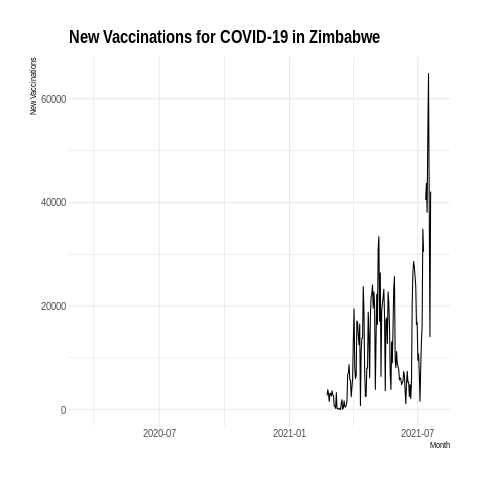 New Vaccinations for COVID-19 in Zimbabwe
New Vaccinations
60000
40000
20000
0
2020-07
2021-01
2021-07
Month